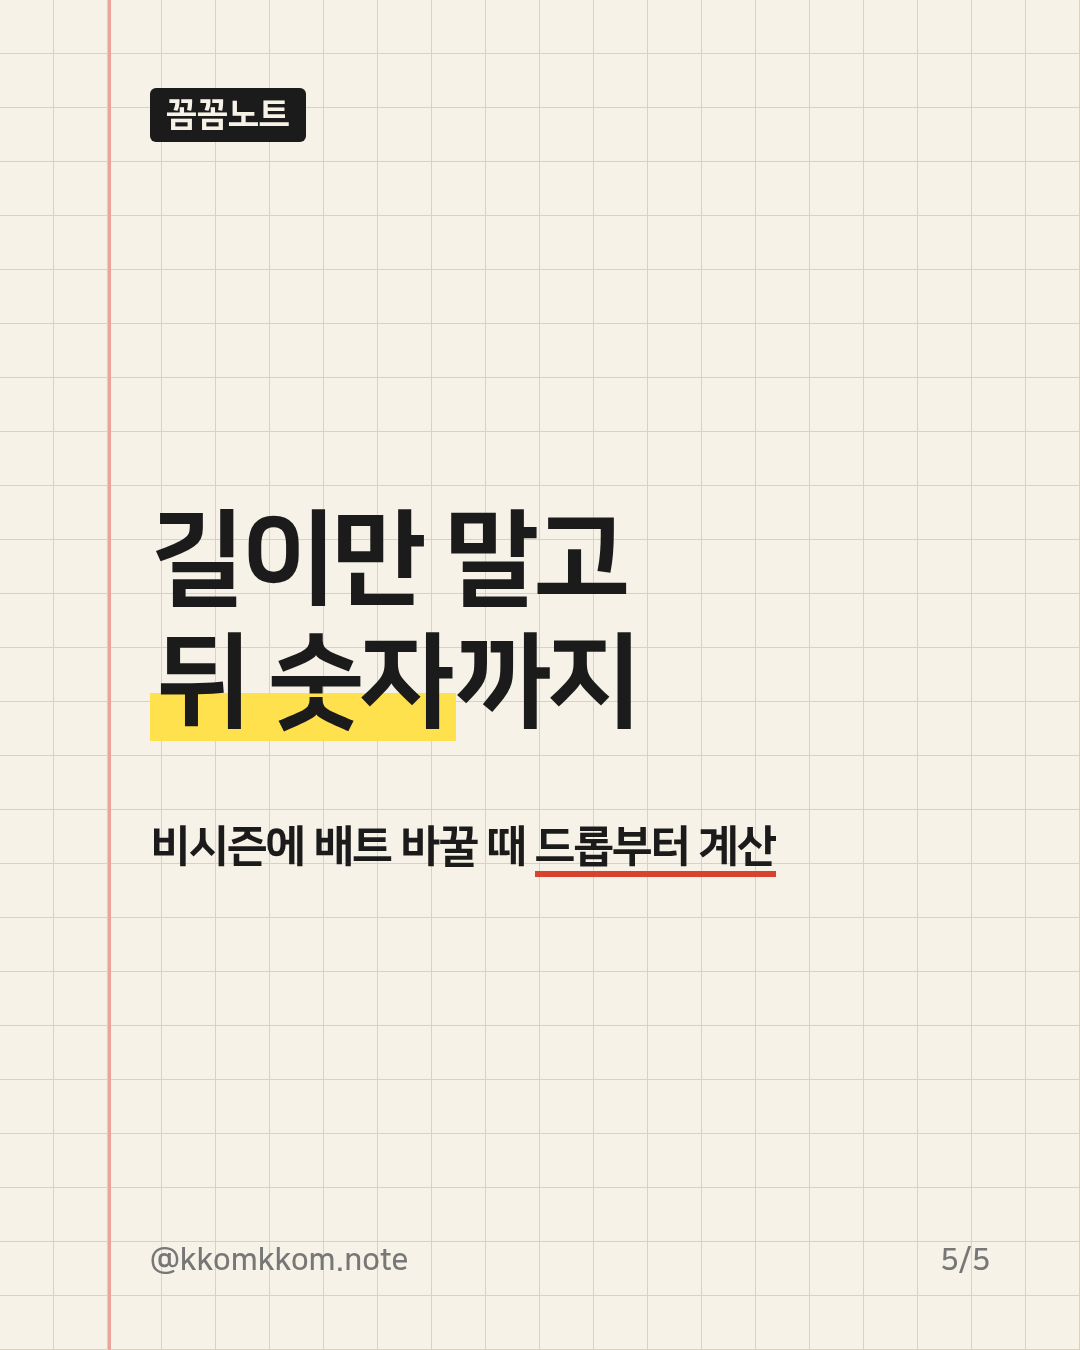 꼼꼼노트
길이만 말고
뒤 숫자까지
비시즌에 배트 바꿀 때 드롭부터 계산
@kkomkkom.note
5/5